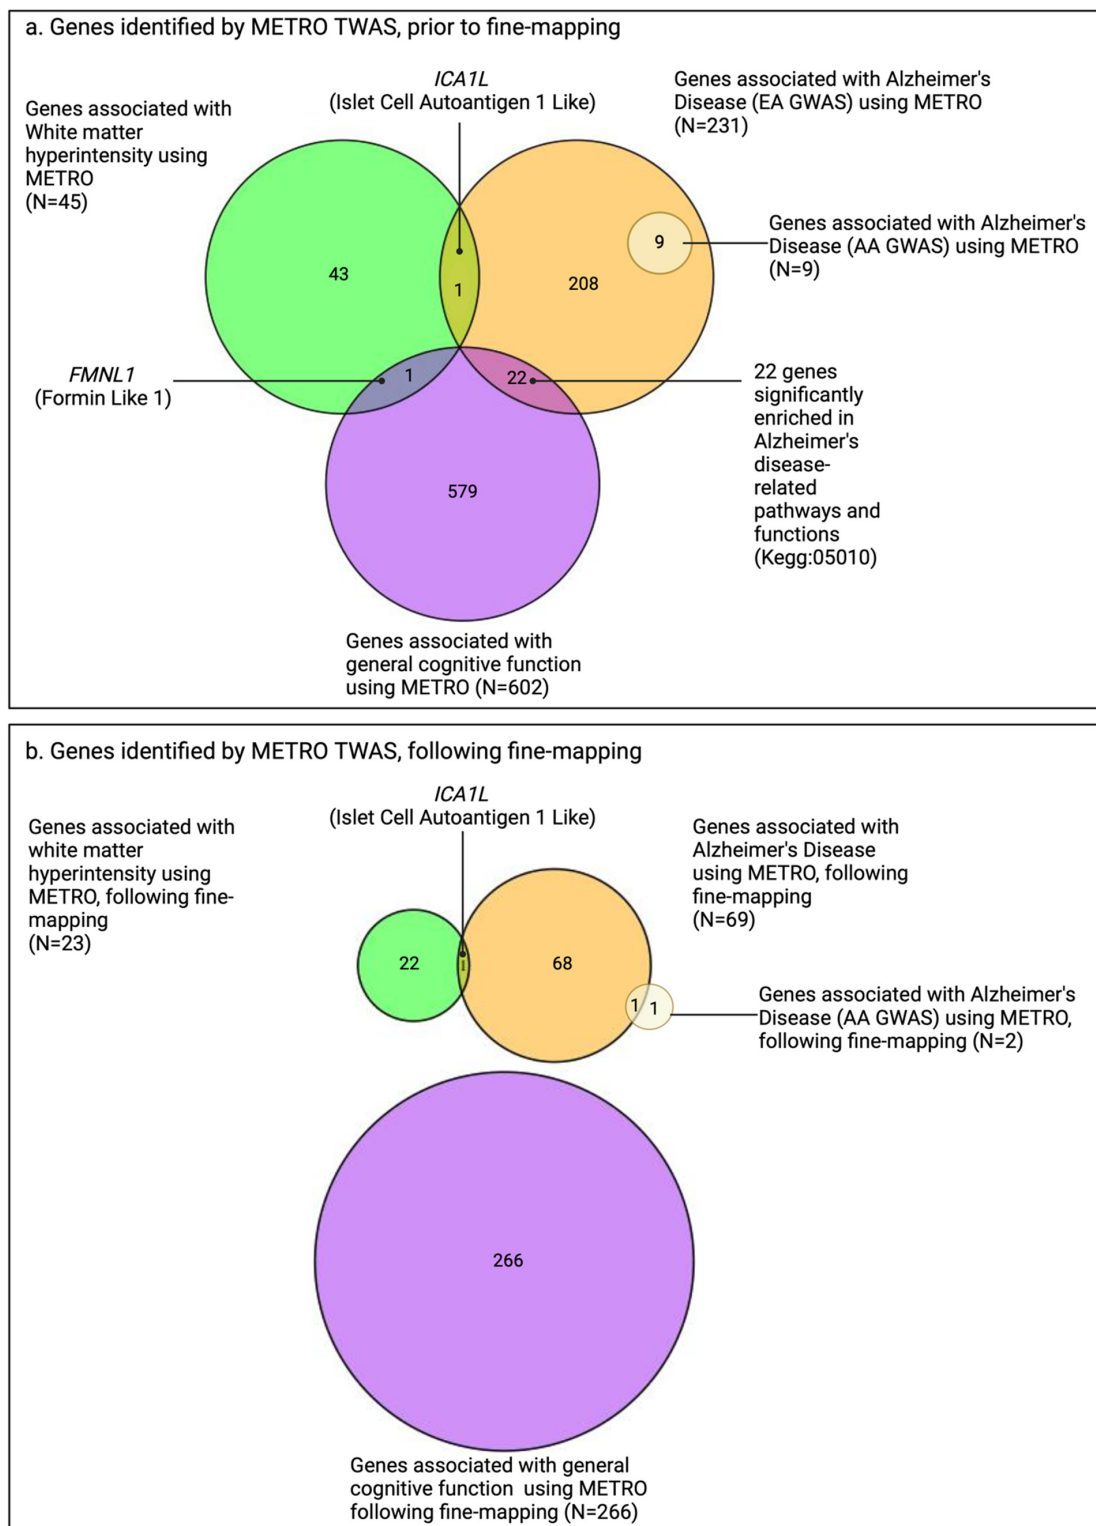 a. Genes identified by METRO TWAS, prior to fine-mapping
ICA1L
(Islet Cell Autoantigen 1 Like)
Genes associated with
White matter
hyperintensity using
METRO
(N=45)
Genes associated with Alzheimer's
Disease (EA GWAS) using METRO
(N=231)
Genes associated with Alzheimer's
Disease (AA GWAS) using METRO
(N=9)
9
43
208
1
FMNL1
(Formin Like 1)
1
22
22 genes
significantly
enriched in
Alzheimer's
disease-
related
pathways and
functions
(Kegg:05010)
579
Genes associated with
general cognitive function
using METRO (N=602)
b. Genes identified by METRO TWAS, following fine-mapping
ICA1L
(Islet Cell Autoantigen 1 Like)
Genes associated with
white matter
hyperintensity using
METRO, following fine-
mapping
(N=23)
Genes associated with
Alzheimer's Disease
using METRO, following
fine-mapping
(N=69)
22
1
68
1
1
Genes associated with Alzheimer's
Disease (AA GWAS) using METRO,
following fine-mapping (N=2)
266
Genes associated with general
cognitive function using METRO
following fine-mapping (N=266)